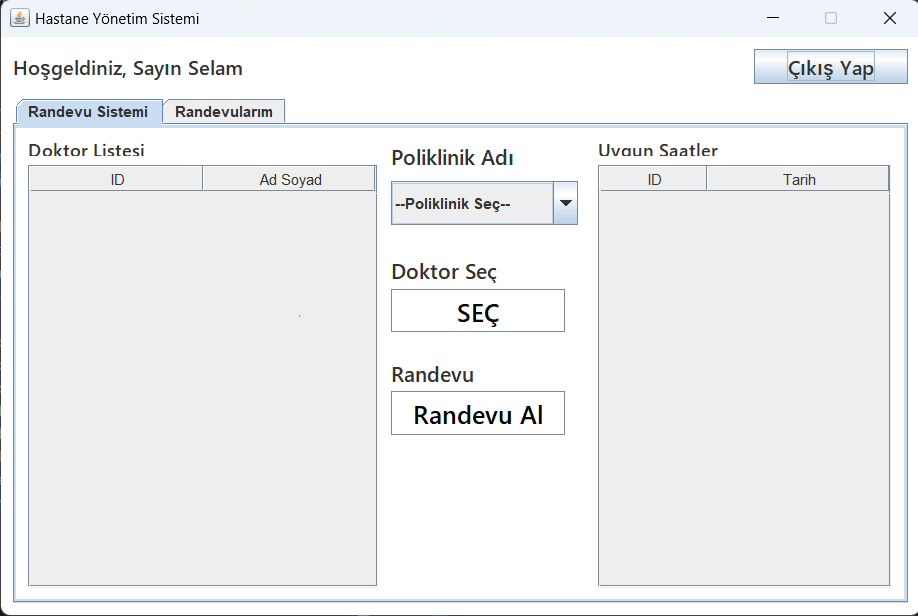 Hastane Yönetim Sistemi
Hoşgeldiniz, Sayın Selam
Çıkış Yap
Randevu Sistemi
Randevularım
Doktor Listesi
ID
Ad Soyad
Poliklinik Adı
--Poliklinik Seç--
Doktor Seç
SEÇ
Randevu
Randevu Al
Uygun Saatler
ID
Tarih